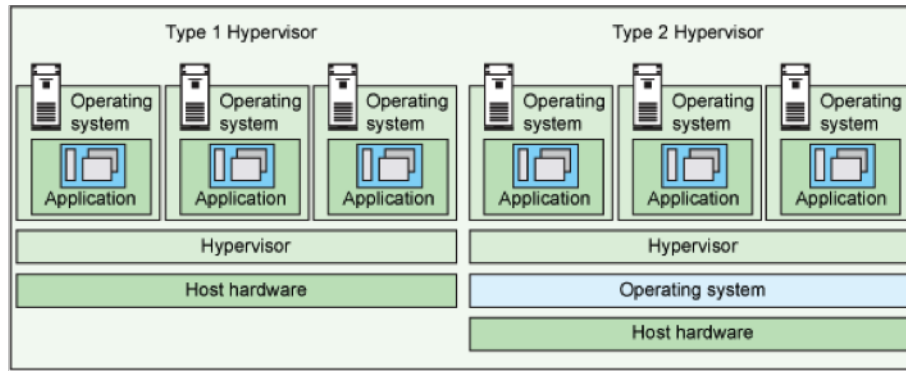 Type 1 Hypervisor
Type 2 Hypervisor
Operating
system
Application
Operating
system
Application
Operating
system
Application
Operating
system
Application
Operating
system
Application
Operating
system
Application
Hypervisor
Hypervisor
Host hardware
Operating system
Host hardware